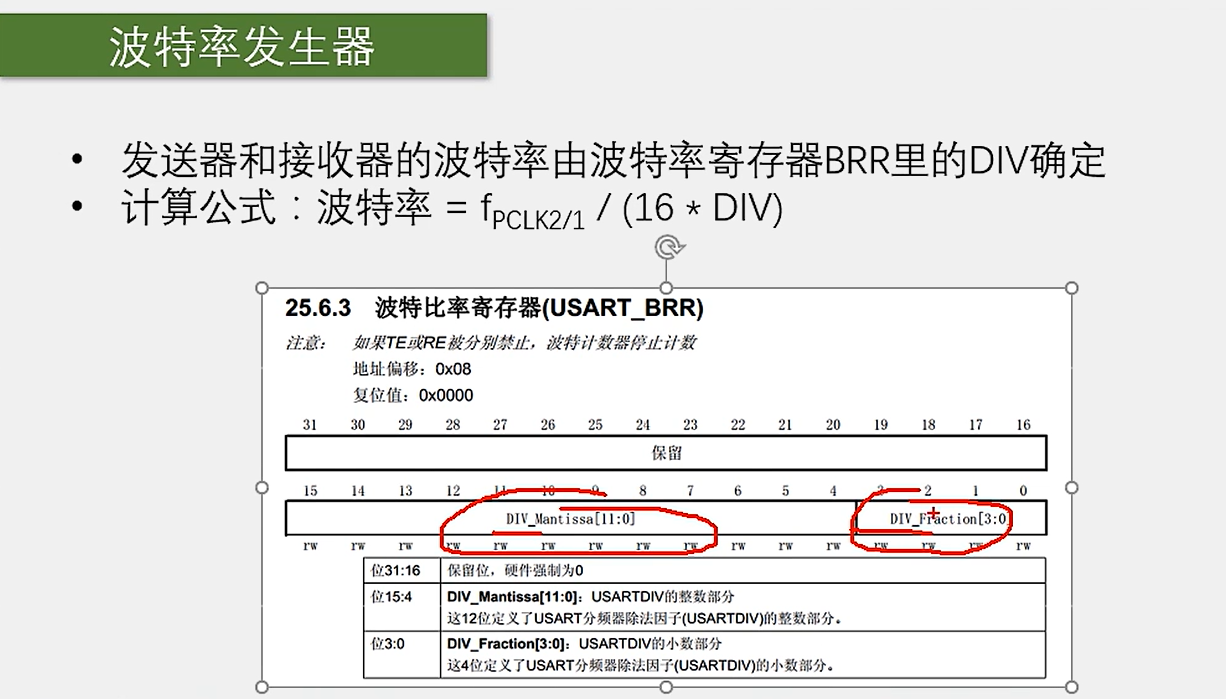 波特率发生器
• 发送器和接收器的波特率由波特率寄存器BRR里的DIV确定
• 计算公式：波特率 = fPCLK2/1 / (16 * DIV)
25.6.3 波特比率寄存器(USART_BRR)
注意： 如果TE或RE被分别禁止，波特计数器停止计数
地址偏移：0x08
复位值：0x0000
31 30 29 28 27 26 25 24 23 22 21 20 19 18 17 16
保留
15 14 13 12 11 10 9 8 7 6 5 4 3 2 1 0
DIV_Mantissa[11:0] DIV_Fraction[3:0]
rw rw rw rw rw rw rw rw rw rw rw rw rw rw rw rw
位31:16 保留位，硬件强制为0
位15:4 DIV_Mantissa[11:0]：USARTDIV的整数部分
这12位定义了USART分频器除法因子(USARTDIV)的整数部分。
位3:0 DIV_Fraction[3:0]：USARTDIV的小数部分
这4位定义了USART分频器除法因子(USARTDIV)的小数部分。